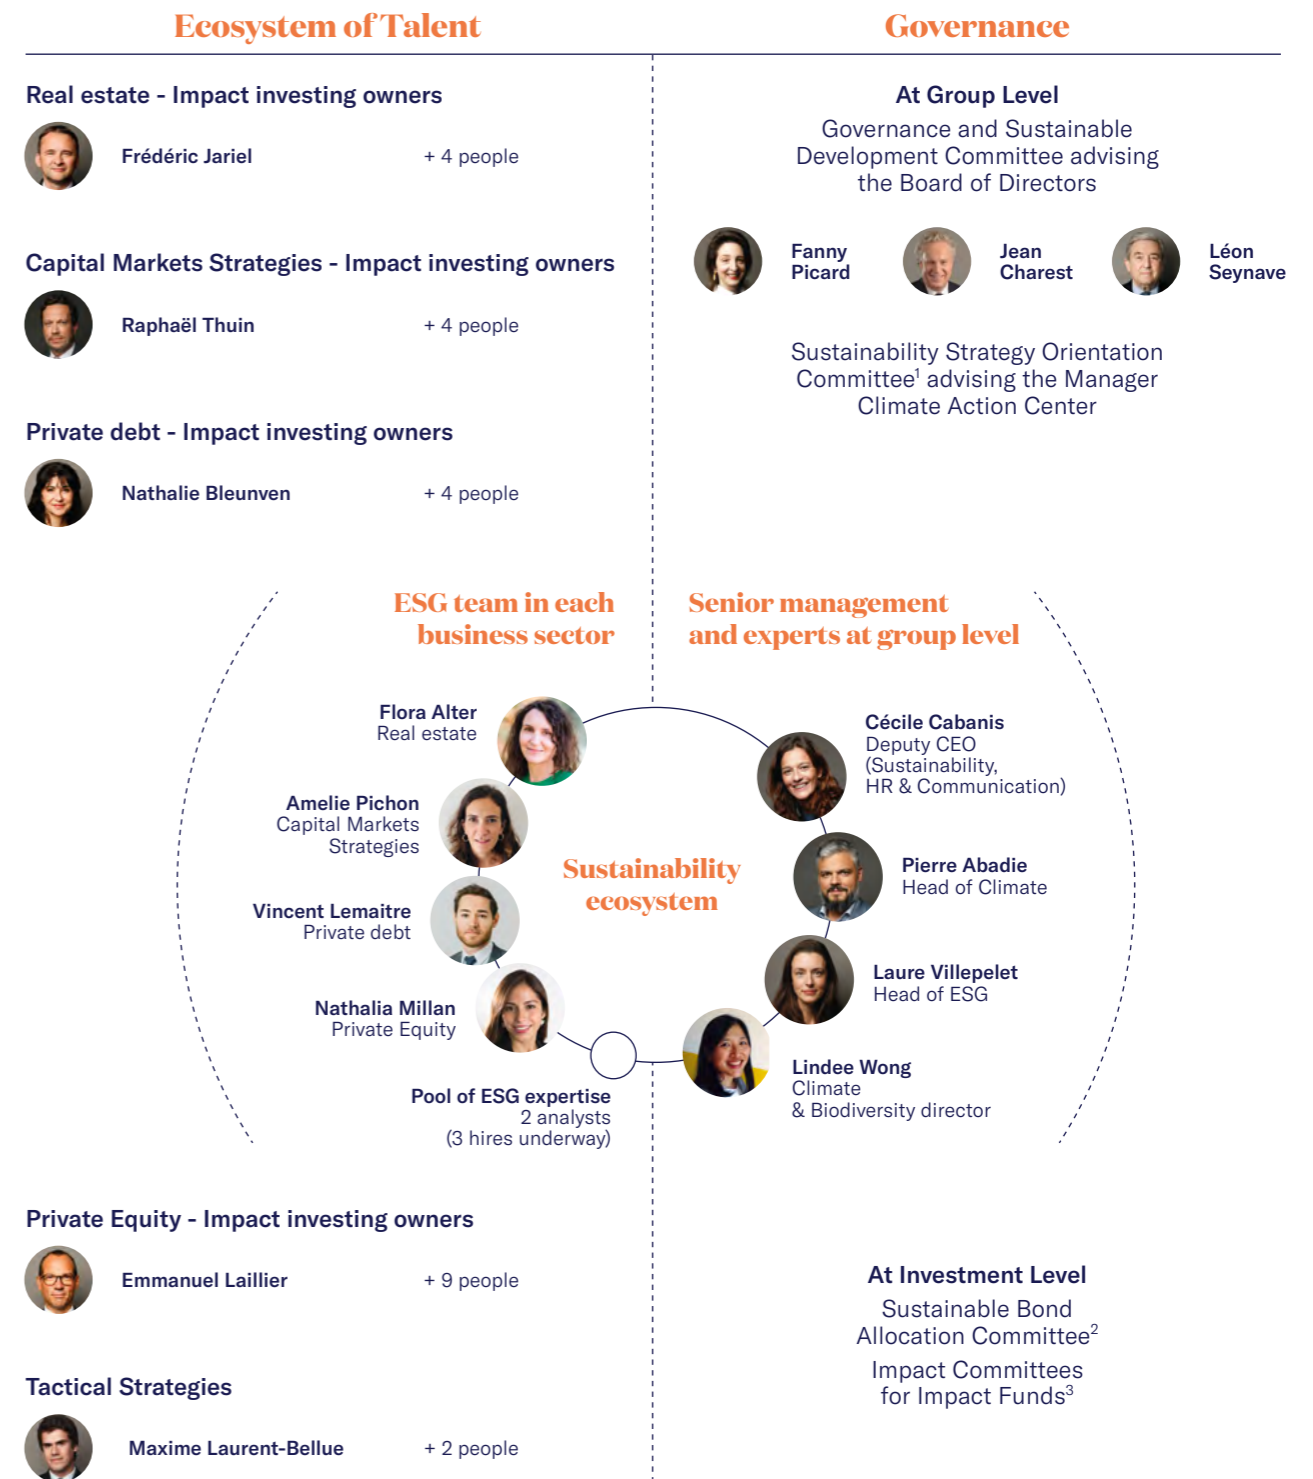 Ecosystem of Talent
Governance
Real estate - Impact investing owners
Frédéric Jariel
+ 4 people
Capital Markets Strategies - Impact investing owners
Raphaël Thuin
+ 4 people
Private debt - Impact investing owners
Nathalie Bleunven
+ 4 people
At Group Level
Governance and Sustainable
Development Committee advising
the Board of Directors
Fanny
Picard
Jean
Charest
Léon
Seynave
Sustainability Strategy Orientation
Committee¹ advising the Manager
Climate Action Center
ESG team in each
business sector
Senior management
and experts at group level
Flora Alter
Real estate
Amelie Pichon
Capital Markets
Strategies
Vincent Lemaitre
Private debt
Nathalia Millan
Private Equity
Pool of ESG expertise
2 analysts
(3 hires underway)
Sustainability
ecosystem
Cécile Cabanis
Deputy CEO
(Sustainability,
HR & Communication)
Pierre Abadie
Head of Climate
Laure Villepelet
Head of ESG
Lindee Wong
Climate
& Biodiversity director
Private Equity - Impact investing owners
Emmanuel Laillier
+ 9 people
Tactical Strategies
Maxime Laurent-Bellue
+ 2 people
At Investment Level
Sustainable Bond
Allocation Committee²
Impact Committees
for Impact Funds³